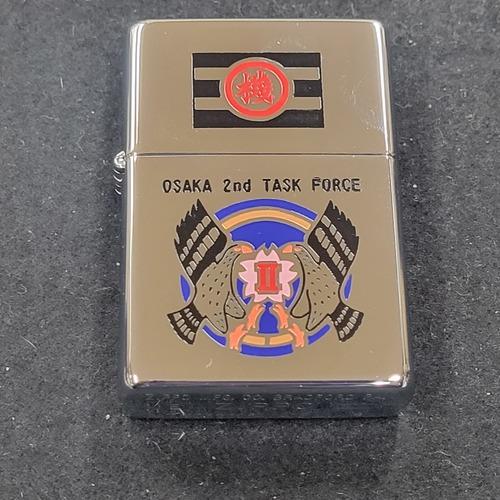 機
OSAKA 2nd TASK FORCE
II